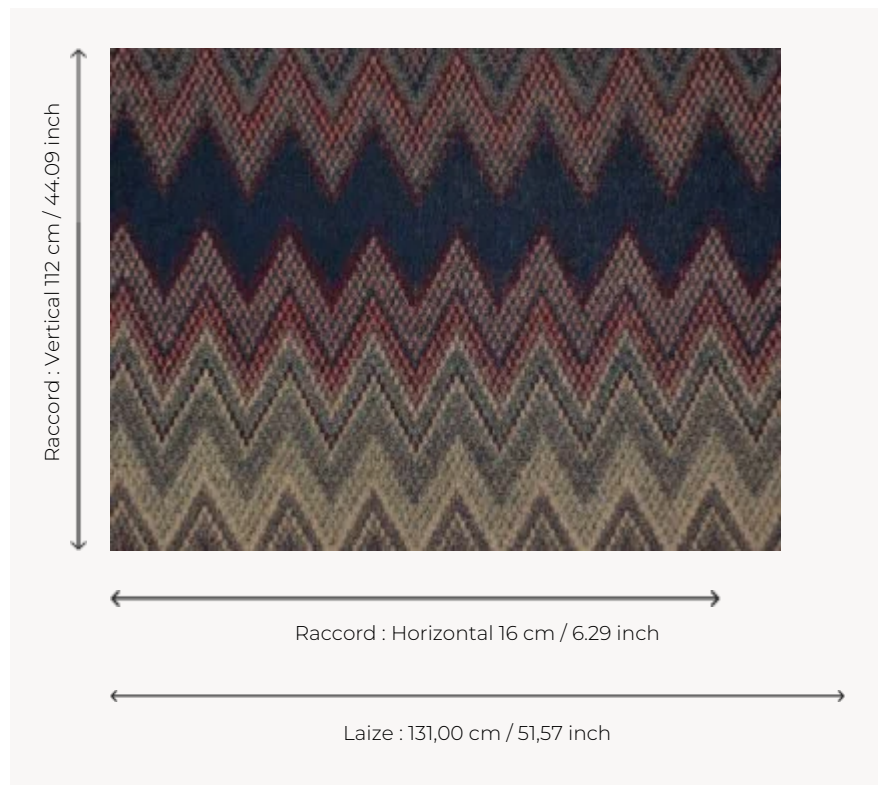 Raccord : Vertical 112 cm / 44.09 inch
Raccord : Horizontal 16 cm / 6.29 inch
Laize : 131,00 cm / 51,57 inch